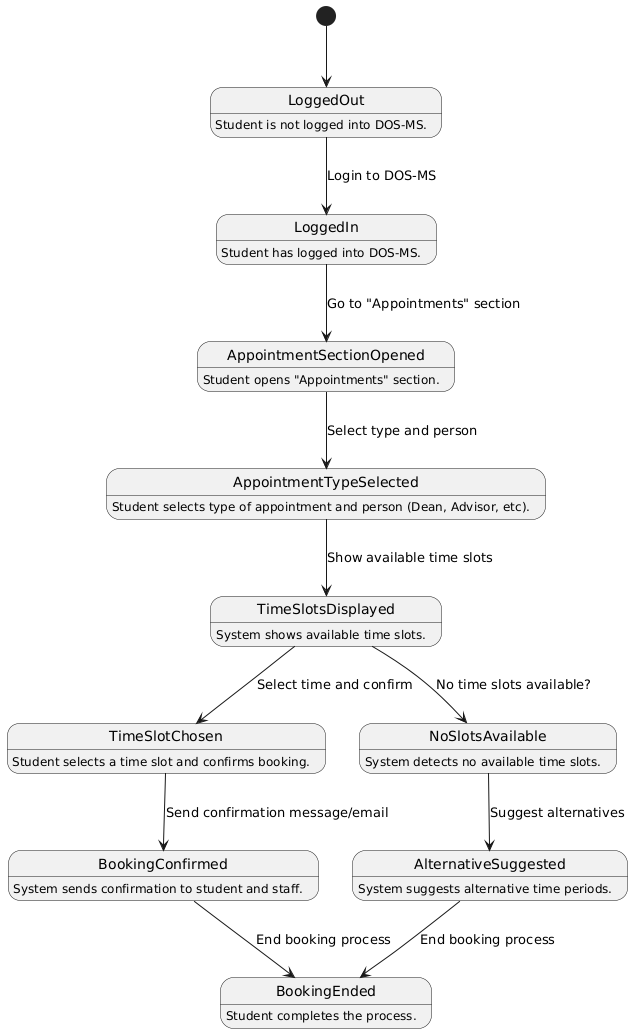 LoggedOut
Student is not logged into DOS-MS.
Login to DOS-MS
LoggedIn
Student has logged into DOS-MS.
Go to "Appointments" section
AppointmentSectionOpened
Student opens "Appointments" section.
Select type and person
AppointmentTypeSelected
Student selects type of appointment and person (Dean, Advisor, etc).
Show available time slots
TimeSlotsDisplayed
System shows available time slots.
Select time and confirm
No time slots available?
TimeSlotChosen
Student selects a time slot and confirms booking.
NoSlotsAvailable
System detects no available time slots.
Send confirmation message/email
Suggest alternatives
BookingConfirmed
System sends confirmation to student and staff.
AlternativeSuggested
System suggests alternative time periods.
End booking process
End booking process
BookingEnded
Student completes the process.